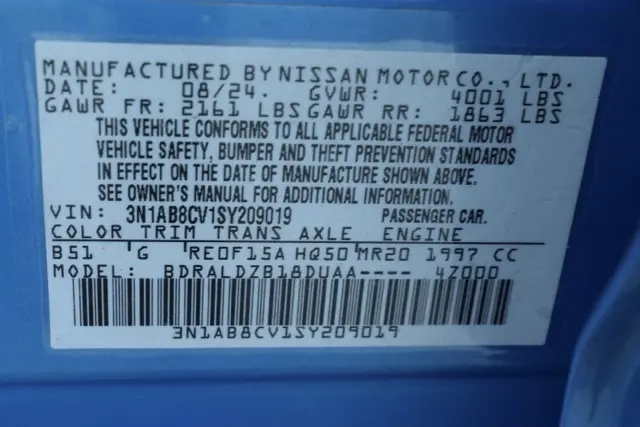 MANUFACTURED BY NISSAN MOTOR CO., LTD.
DATE: 08/24. GVWR: 4001 LBS
GAWR FR: 2161 LBS GAWR RR: 1863 LBS
THIS VEHICLE CONFORMS TO ALL APPLICABLE FEDERAL MOTOR
VEHICLE SAFETY, BUMPER AND THEFT PREVENTION STANDARDS
IN EFFECT ON THE DATE OF MANUFACTURE SHOWN ABOVE.
SEE OWNER'S MANUAL FOR ADDITIONAL INFORMATION.
VIN: 3N1AB8CV1SY209019 PASSENGER CAR.
COLOR TRIM TRANS AXLE ENGINE
B51 G RE0F15A HQ50 MR20 1997 CC
MODEL: BDRALDZB18DUAA---- 4Z000
3N1AB8CV1SY209019